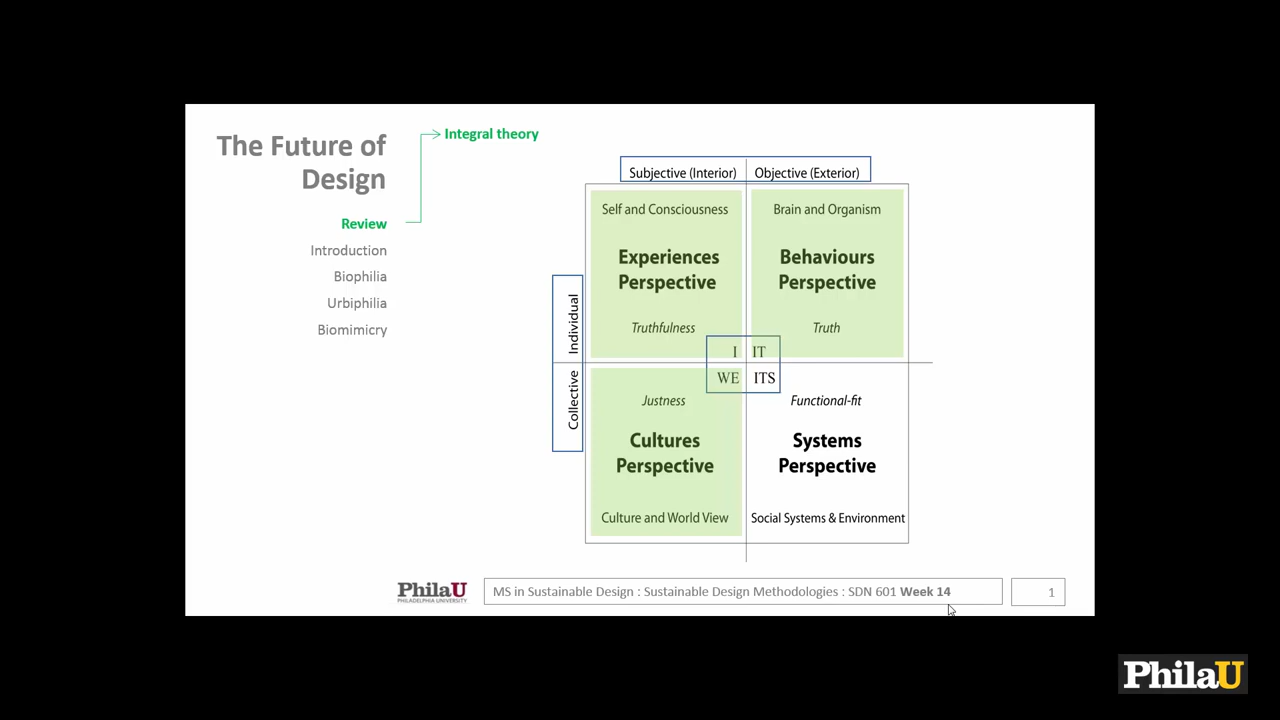 The Future of
Design
Review
Introduction
Biophilia
Urbiphilia
Biomimicry
Integral theory
Subjective (Interior)
Objective (Exterior)
Individual
Collective
Self and Consciousness
Experiences
Perspective
Truthfulness
Brain and Organism
Behaviours
Perspective
Truth
I
IT
WE
ITS
Justness
Cultures
Perspective
Culture and World View
Functional-fit
Systems
Perspective
Social Systems & Environment
PhilaU
PHILADELPHIA UNIVERSITY
MS in Sustainable Design : Sustainable Design Methodologies : SDN 601 Week 14
1
PhilaU